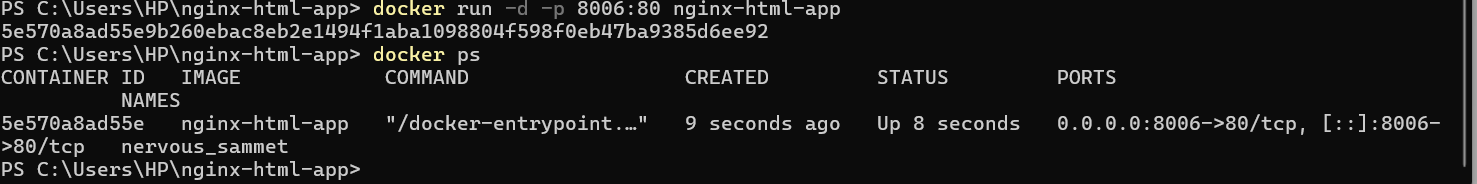 PS C:\Users\HP\nginx-html-app> docker run -d -p 8006:80 nginx-html-app
5e570a8ad55e9b260ebac8eb2e1494f1aba1098804f598f0eb47ba9385d6ee92
PS C:\Users\HP\nginx-html-app> docker ps
CONTAINER ID   IMAGE            COMMAND                  CREATED         STATUS         PORTS
          NAMES
5e570a8ad55e   nginx-html-app   "/docker-entrypoint.…"   9 seconds ago   Up 8 seconds   0.0.0.0:8006->80/tcp, [::]:8006-
>80/tcp   nervous_sammet
PS C:\Users\HP\nginx-html-app>